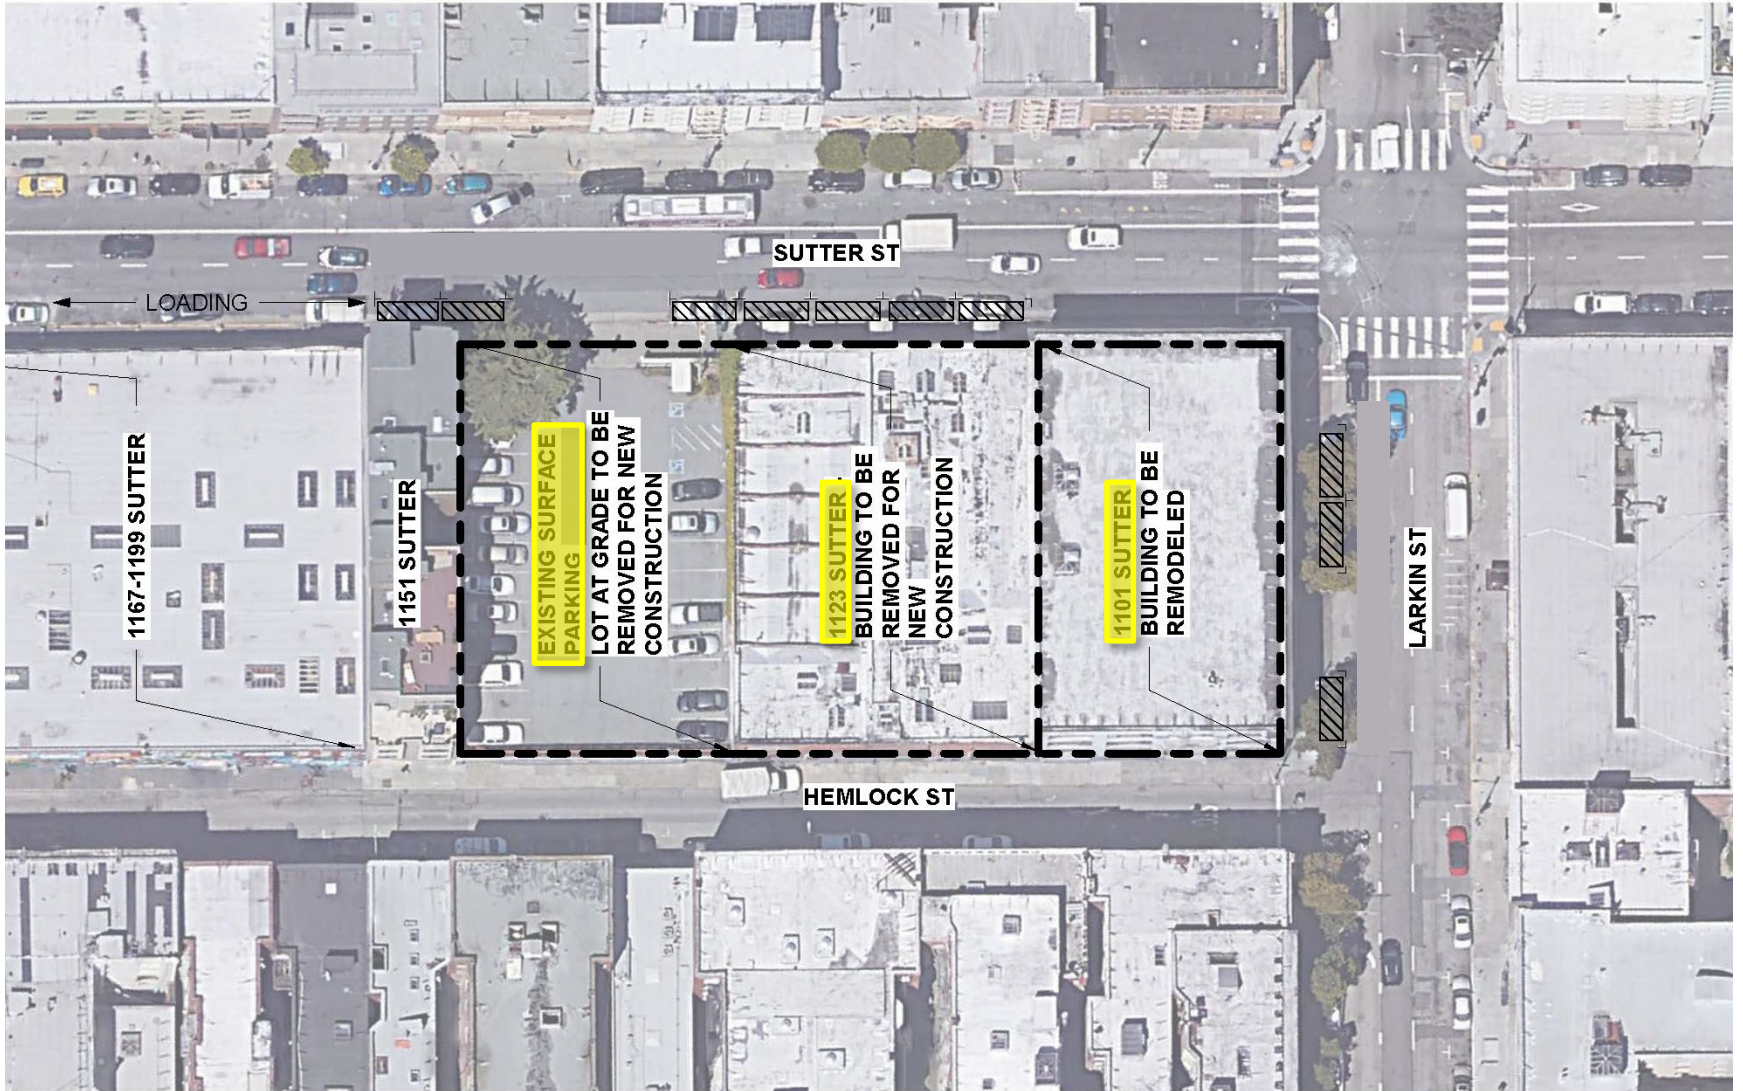 SUTTER ST
LOADING
1167-1199 SUTTER
1151 SUTTER
EXISTING SURFACE
PARKING
LOT AT GRADE TO BE
REMOVED FOR NEW
CONSTRUCTION
1123 SUTTER
BUILDING TO BE
REMOVED FOR
NEW
CONSTRUCTION
1101 SUTTER
BUILDING TO BE
REMODELED
LARKIN ST
HEMLOCK ST